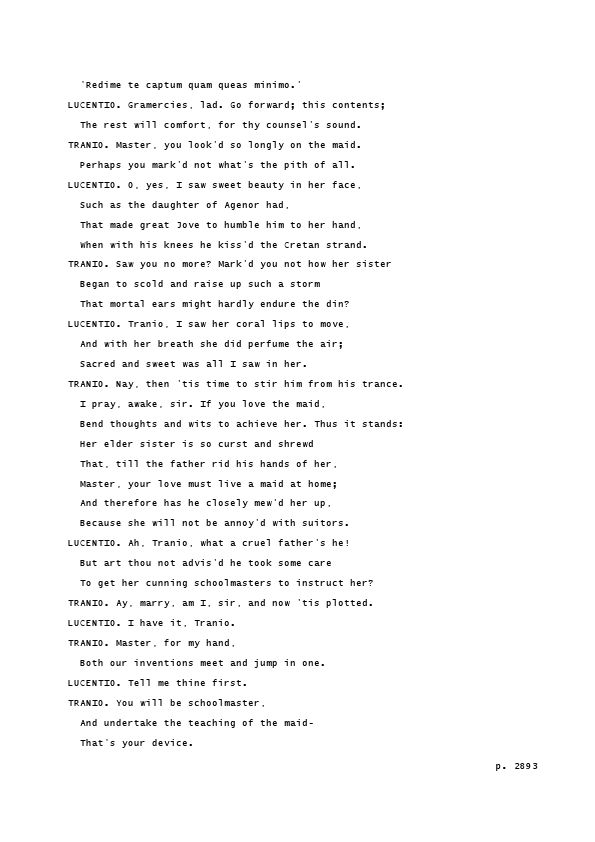 'Redime te captum quam queas minimo.'
LUCENTIO. Gramercies, lad. Go forward; this contents;
The rest will comfort, for thy counsel's sound.
TRANIO. Master, you look'd so longly on the maid.
Perhaps you mark'd not what's the pith of all.
LUCENTIO. O, yes, I saw sweet beauty in her face,
Such as the daughter of Agenor had,
That made great Jove to humble him to her hand,
When with his knees he kiss'd the Cretan strand.
TRANIO. Saw you no more? Mark'd you not how her sister
Began to scold and raise up such a storm
That mortal ears might hardly endure the din?
LUCENTIO. Tranio, I saw her coral lips to move,
And with her breath she did perfume the air;
Sacred and sweet was all I saw in her.
TRANIO. Nay, then 'tis time to stir him from his trance.
I pray, awake, sir. If you love the maid,
Bend thoughts and wits to achieve her. Thus it stands:
Her elder sister is so curst and shrewd
That, till the father rid his hands of her,
Master, your love must live a maid at home;
And therefore has he closely mew'd her up,
Because she will not be annoy'd with suitors.
LUCENTIO. Ah, Tranio, what a cruel father's he!
But art thou not advis'd he took some care
To get her cunning schoolmasters to instruct her?
TRANIO. Ay, marry, am I, sir, and now 'tis plotted.
LUCENTIO. I have it, Tranio.
TRANIO. Master, for my hand,
Both our inventions meet and jump in one.
LUCENTIO. Tell me thine first.
TRANIO. You will be schoolmaster,
And undertake the teaching of the maid-
That's your device.
p. 2893